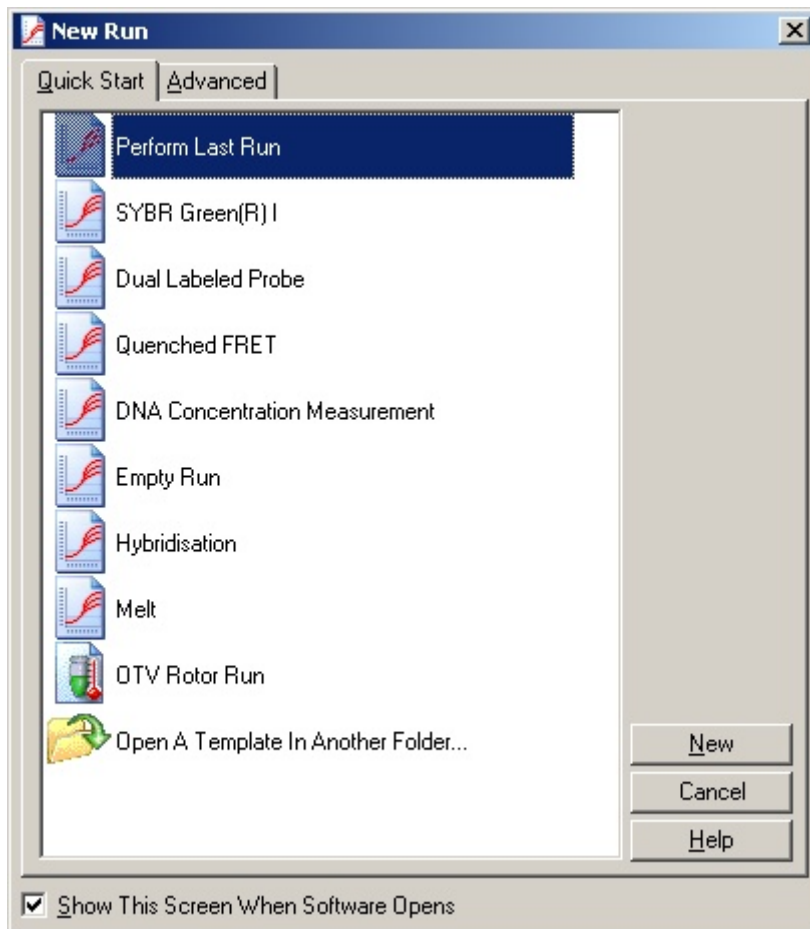 New Run
Quick Start Advanced
Perform Last Run
SYBR Green(R) I
Dual Labeled Probe
Quenched FRET
DNA Concentration Measurement
Empty Run
Hybridisation
Melt
OTV Rotor Run
Open A Template In Another Folder...
New
Cancel
Help
Show This Screen When Software Opens